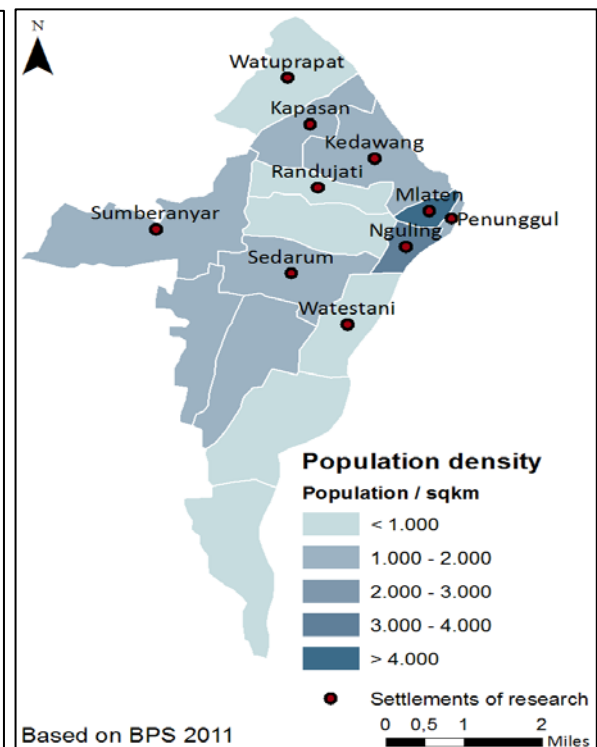 N
Watuprapat
Kapasan
Kedawang
Randujati
Mlaten
Sumberanyar
Penunggul
Nguling
Sedarum
Watestani
Population density
Population / sqkm
< 1.000
1.000 - 2.000
2.000 - 3.000
3.000 - 4.000
> 4.000
Settlements of research
Based on BPS 2011
0 0,5 1 2
Miles